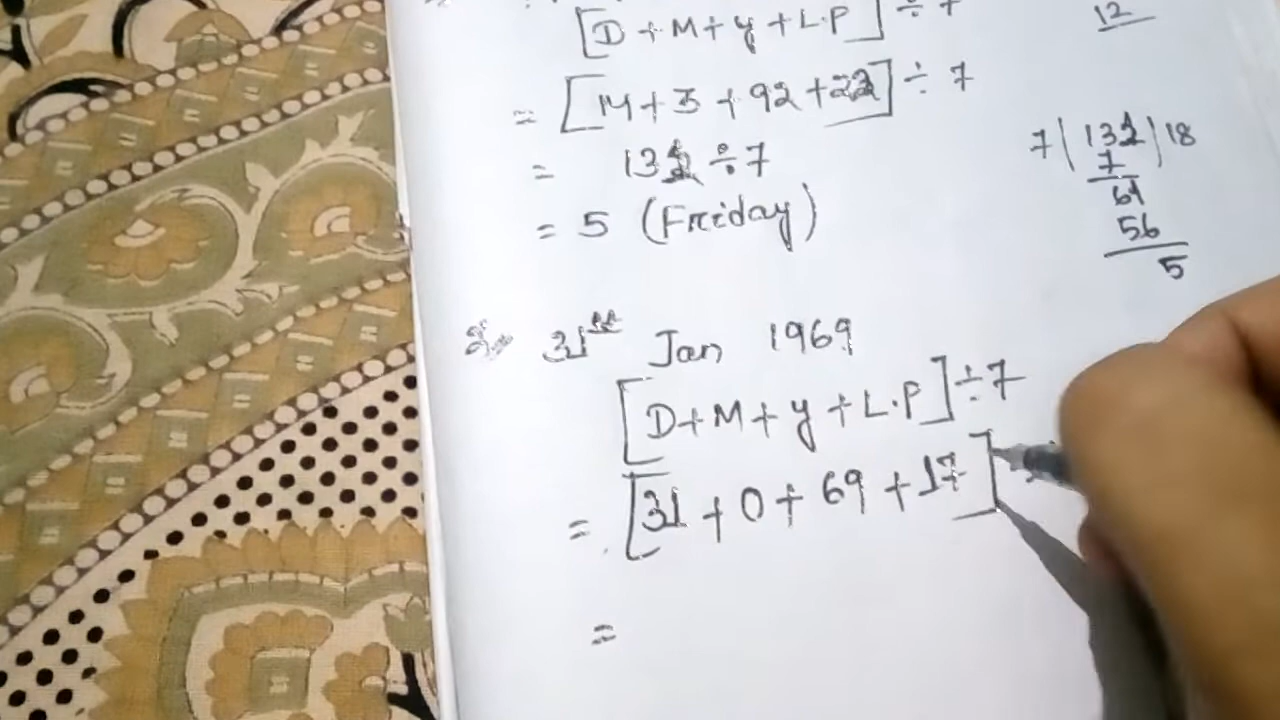 [D + M + y + L.P] ÷ 7
12
= [14 + 3 + 92 + 22] ÷ 7
= 131 ÷ 7
7 | 131 | 18
7
61
56
5
= 5 (Friday)
2. 31st Jan 1969
[D + M + y + L.P] ÷ 7
= [31 + 0 + 69 + 17]
=